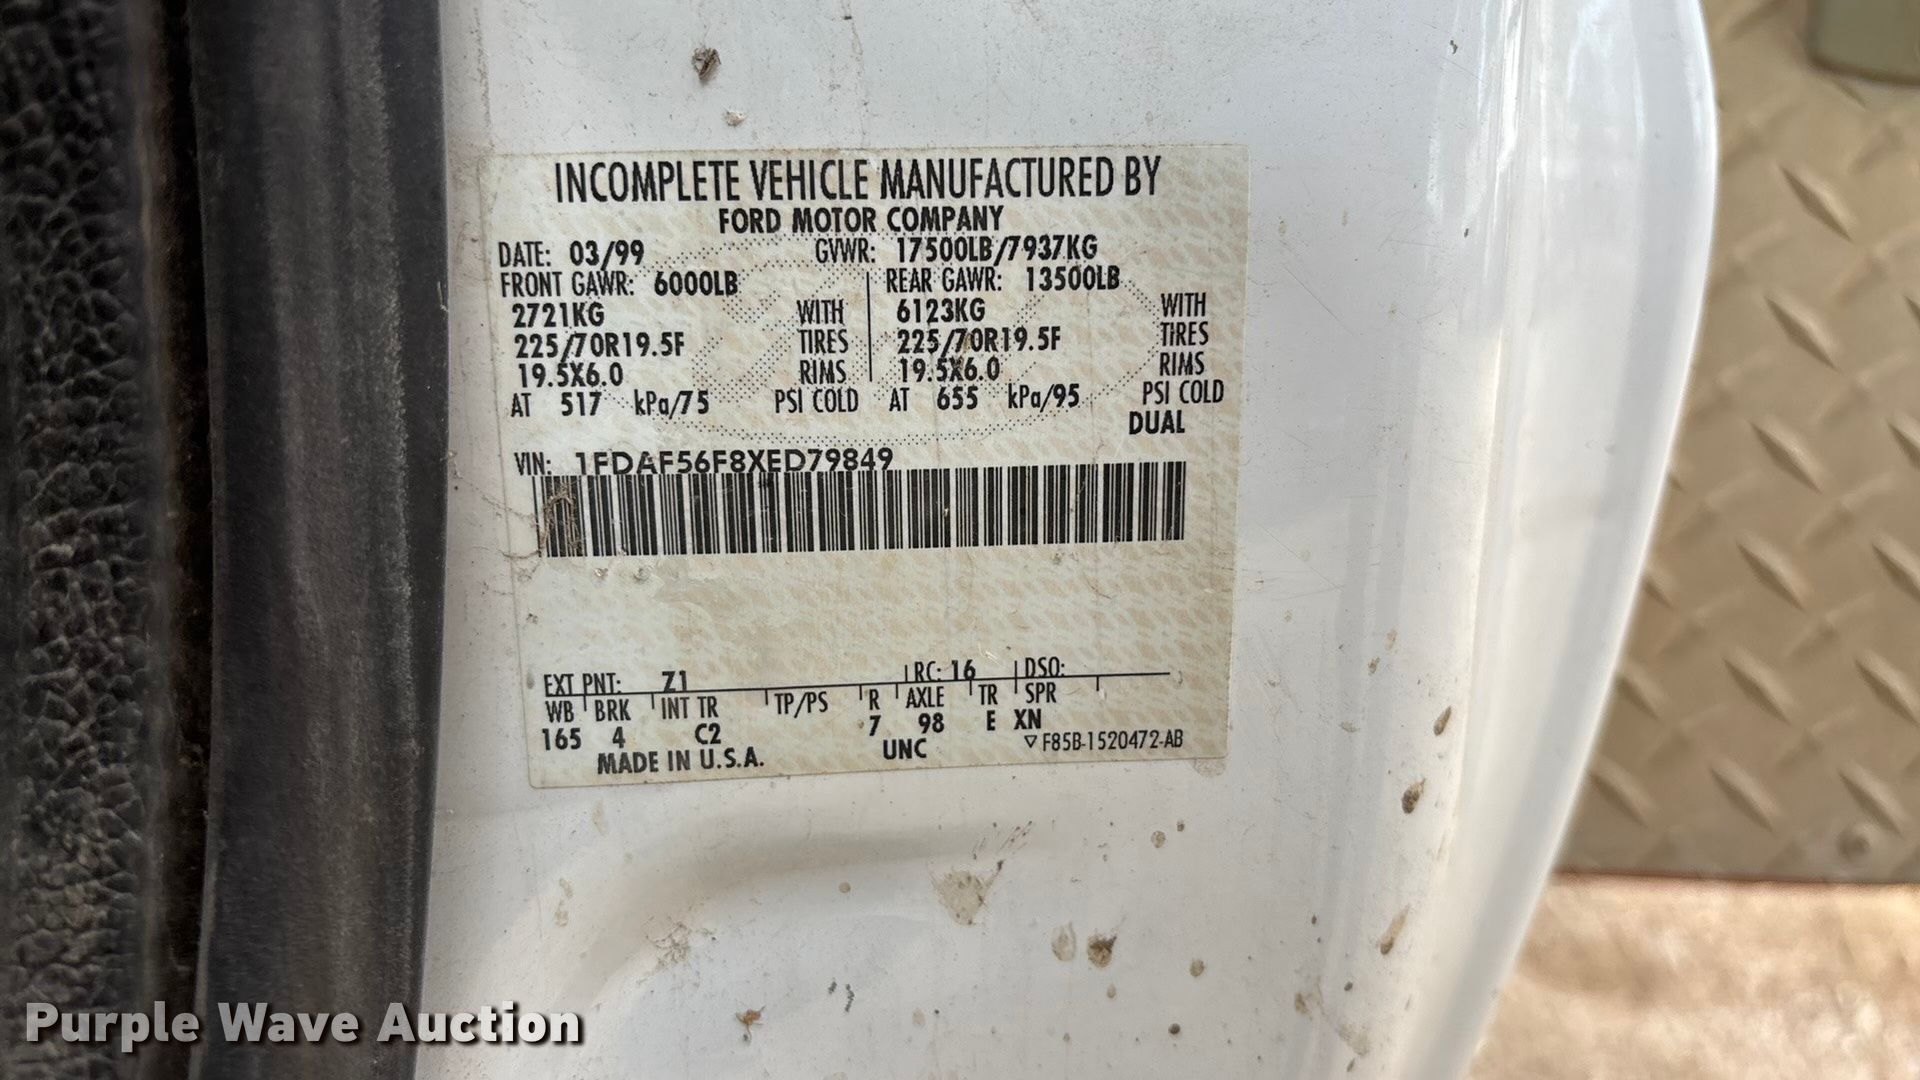 INCOMPLETE VEHICLE MANUFACTURED BY
FORD MOTOR COMPANY
DATE: 03/99 GVWR: 17500LB/7937KG
FRONT GAWR: 6000LB REAR GAWR: 13500LB
2721KG WITH 6123KG WITH
225/70R19.5F TIRES 225/70R19.5F TIRES
19.5X6.0 RIMS 19.5X6.0 RIMS
AT 517 kPa/75 PSI COLD AT 655 kPa/95 PSI COLD
DUAL
VIN: 1FDAF56F8XED79849
EXT PNT: Z1 RC: 16 DSO:
WB BRK INT TR TP/PS R AXLE TR SPR
165 4 C2 7 98 E XN
MADE IN U.S.A. UNC ▽ F85B-1520472-AB
Purple Wave Auction